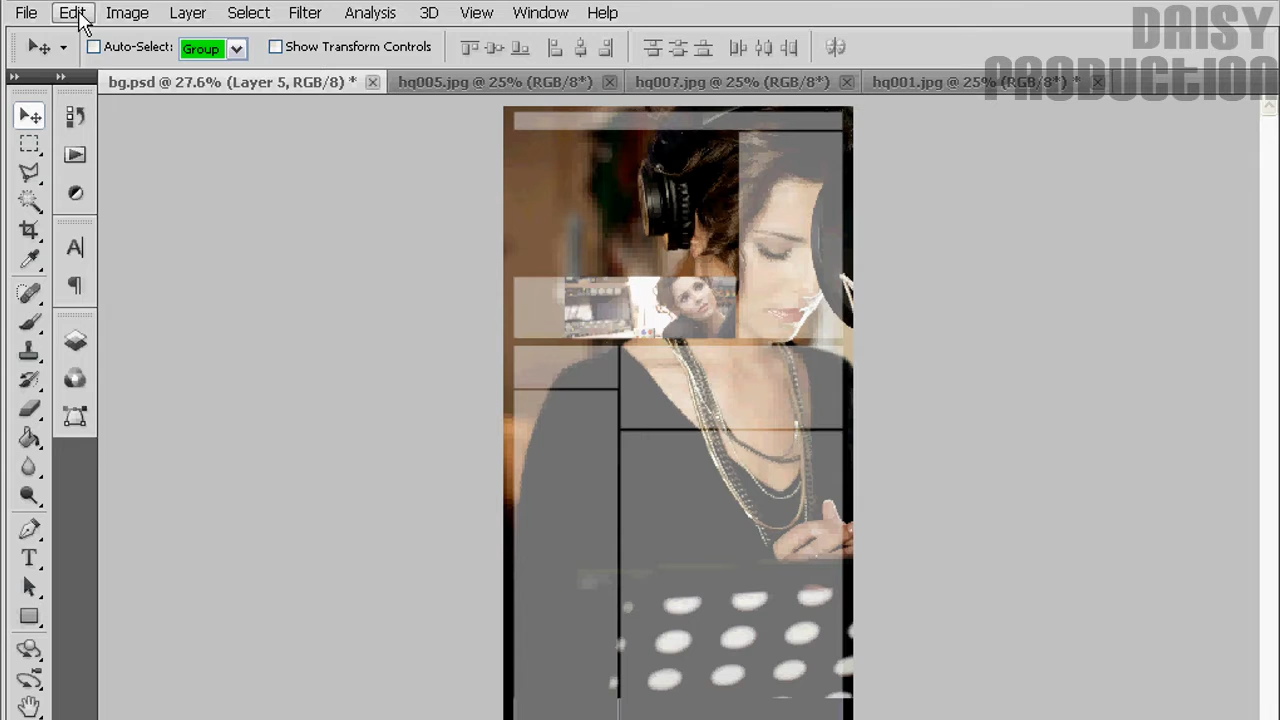 File Edit Image Layer Select Filter Analysis 3D View Window Help
Auto-Select: Group Show Transform Controls
bg.psd @ 27.6% (Layer 5, RGB/8) * hq005.jpg @ 25% (RGB/8*) hq007.jpg @ 25% (RGB/8*) hq001.jpg @ 25% (RGB/8*) *
DAISY
PRODUCTION